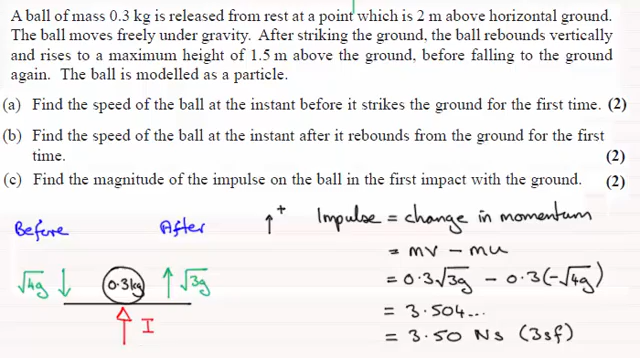 A ball of mass 0.3 kg is released from rest at a point which is 2 m above horizontal ground.
The ball moves freely under gravity. After striking the ground, the ball rebounds vertically
and rises to a maximum height of 1.5 m above the ground, before falling to the ground
again. The ball is modelled as a particle.
(a) Find the speed of the ball at the instant before it strikes the ground for the first time. (2)
(b) Find the speed of the ball at the instant after it rebounds from the ground for the first
time. (2)
(c) Find the magnitude of the impulse on the ball in the first impact with the ground. (2)
Before After ↑+ Impulse = change in momentum
= mv - mu
√4g ↓ 0.3kg ↑ √3g = 0.3√3g - 0.3(-√4g)
= 3.504...
↑ I = 3.50 Ns (3sf)